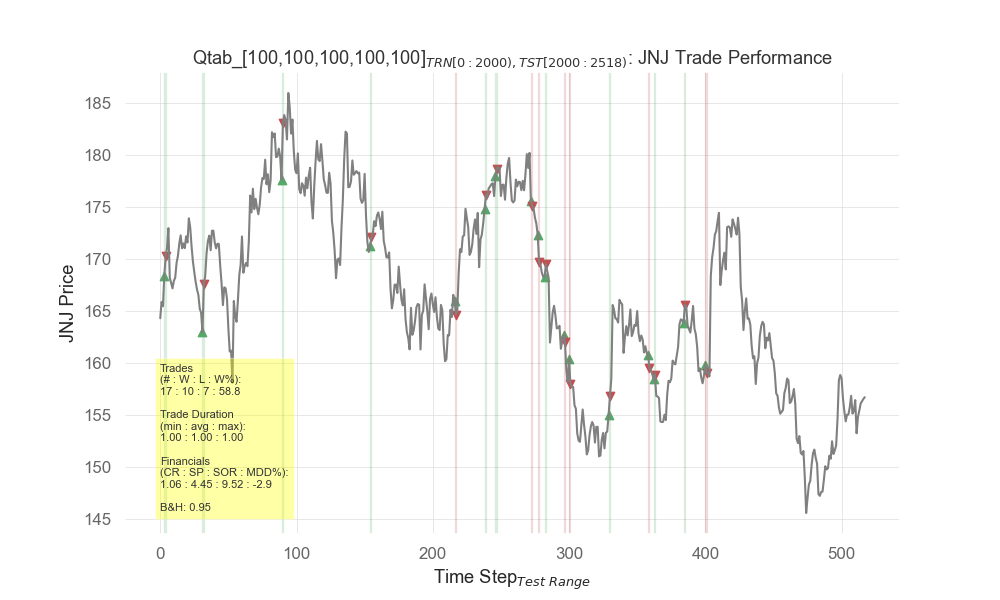 Qtab_[100,100,100,100,100]TRN[0 : 2000), TST[2000 : 2518): JNJ Trade Performance
JNJ Price
185
180
175
170
165
160
155
150
145
Trades
(# : W : L : W%):
17 : 10 : 7 : 58.8
Trade Duration
(min : avg : max):
1.00 : 1.00 : 1.00
Financials
(CR : SP : SOR : MDD%):
1.06 : 4.45 : 9.52 : -2.9
B&H: 0.95
0 100 200 300 400 500
Time StepTest Range